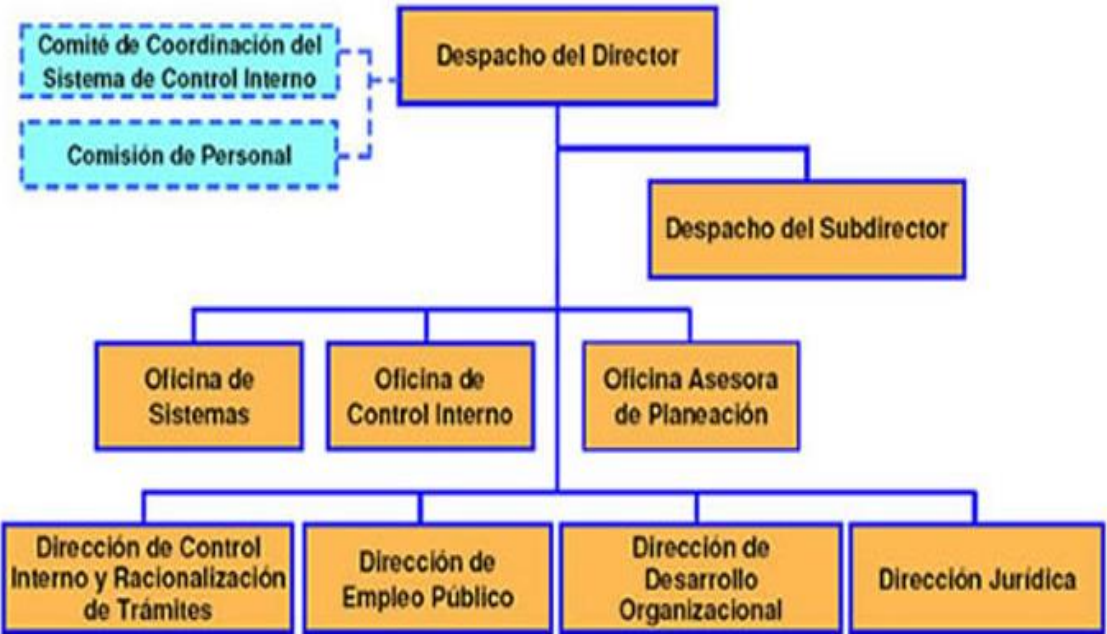 Comité de Coordinación del
Sistema de Control Interno
Despacho del Director
Comisión de Personal
Despacho del Subdirector
Oficina de
Sistemas
Oficina de
Control Interno
Oficina Asesora
de Planeación
Dirección de Control
Interno y Racionalización
de Trámites
Dirección de
Empleo Público
Dirección de
Desarrollo
Organizacional
Dirección Jurídica